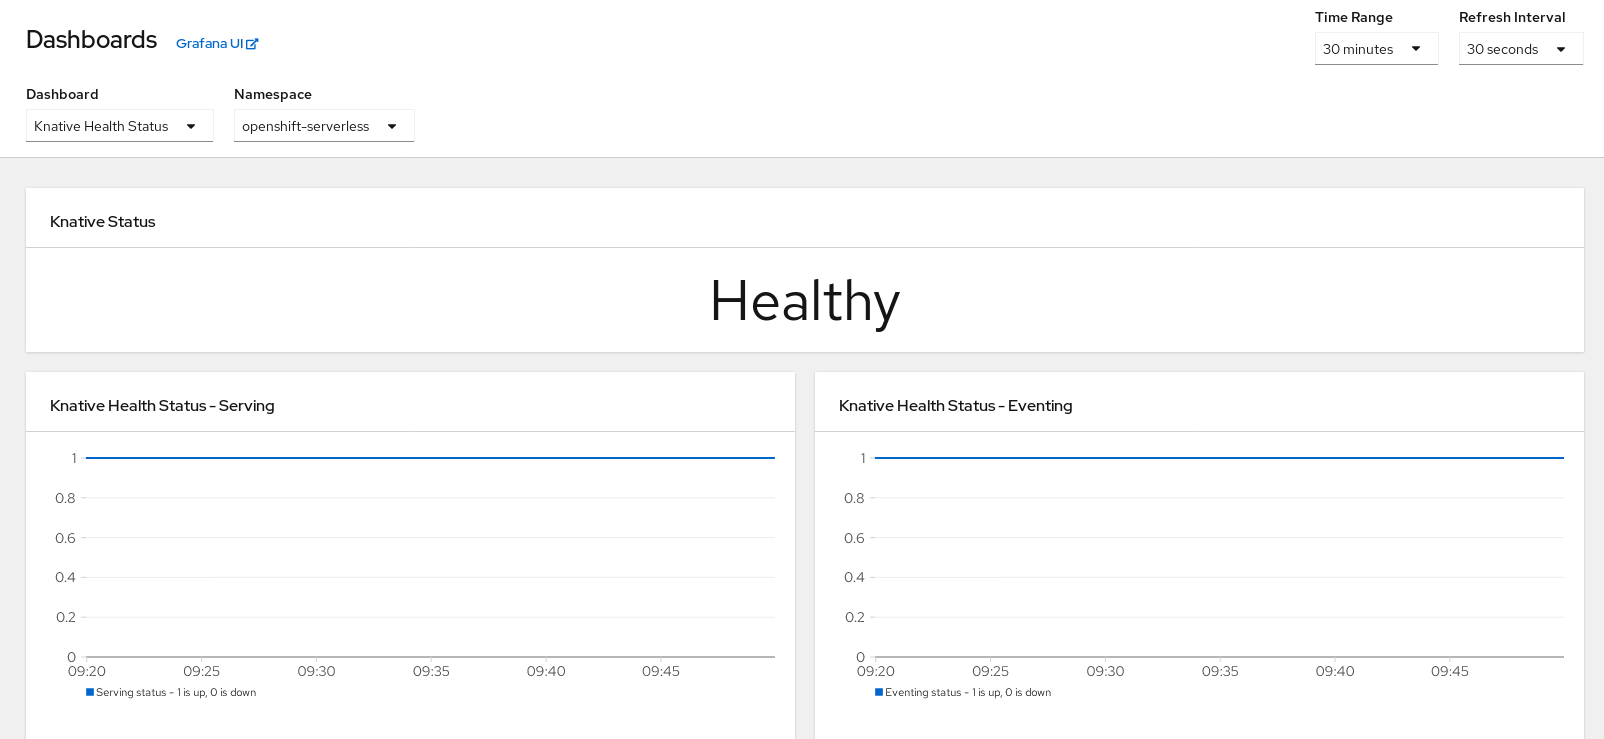 Dashboards
Grafana UI
Time Range
30 minutes
Refresh Interval
30 seconds
Dashboard
Knative Health Status
Namespace
openshift-serverless
Knative Status
Healthy
Knative Health Status - Serving
1
0.8
0.6
0.4
0.2
0
09:20 09:25 09:30 09:35 09:40 09:45
Serving status - 1 is up, 0 is down
Knative Health Status - Eventing
1
0.8
0.6
0.4
0.2
0
09:20 09:25 09:30 09:35 09:40 09:45
Eventing status - 1 is up, 0 is down